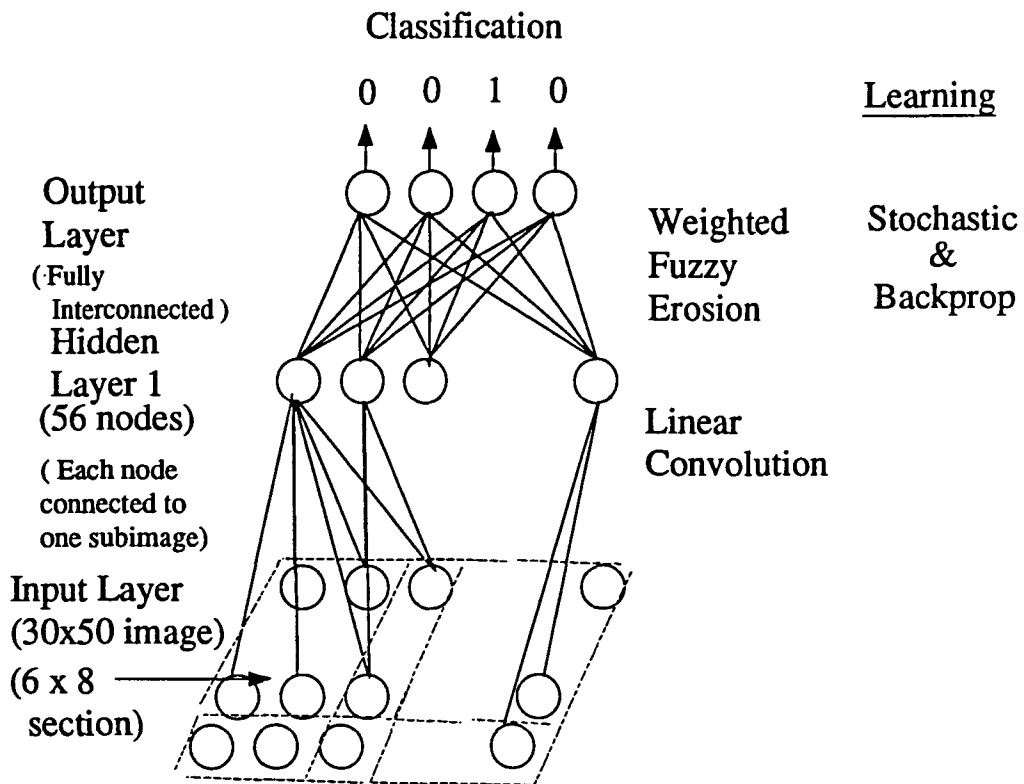 Classification
0 0 1 0
Learning
Output
Layer
(Fully
Interconnected )
Hidden
Layer 1
(56 nodes)
( Each node
connected to
one subimage)
Input Layer
(30x50 image)
(6 x 8
section)
Weighted
Fuzzy
Erosion
Stochastic
&
Backprop
Linear
Convolution